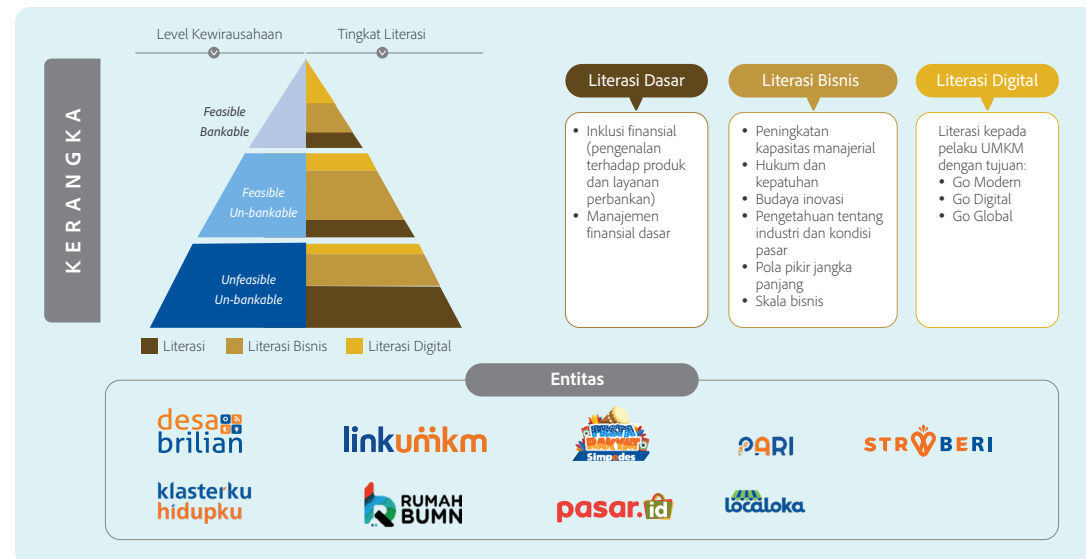 KERANGKA
Level Kewirausahaan
Tingkat Literasi
Feasible
Bankable
Feasible
Un-bankable
Unfeasible
Un-bankable
Literasi
Literasi Bisnis
Literasi Digital
Literasi Dasar
• Inklusi finansial
(pengenalan
terhadap produk
dan layanan
perbankan)
• Manajemen
finansial dasar
Literasi Bisnis
• Peningkatan
kapasitas manajerial
• Hukum dan
kepatuhan
• Budaya inovasi
• Pengetahuan tentang
industri dan kondisi
pasar
• Pola pikir jangka
panjang
• Skala bisnis
Literasi Digital
Literasi kepada
pelaku UMKM
dengan tujuan:
• Go Modern
• Go Digital
• Go Global
Entitas
desa
brilian
linkumkm
PESTA
RAKYAT
Simpedes
PARI
STROBERI
klasterku
hidupku
RUMAH
BUMN
pasar.id
localoka